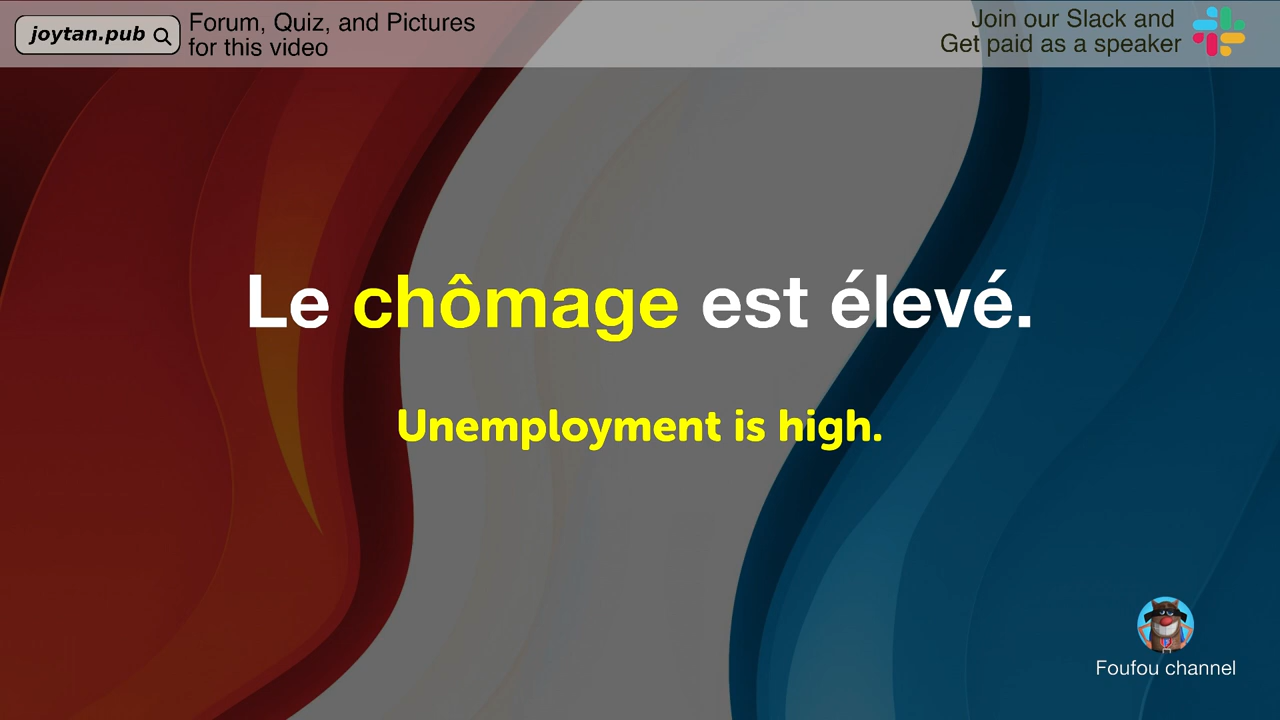 joytan.pub
Forum, Quiz, and Pictures
for this video
Join our Slack and
Get paid as a speaker
Le chômage est élevé.
Unemployment is high.
Foufou channel